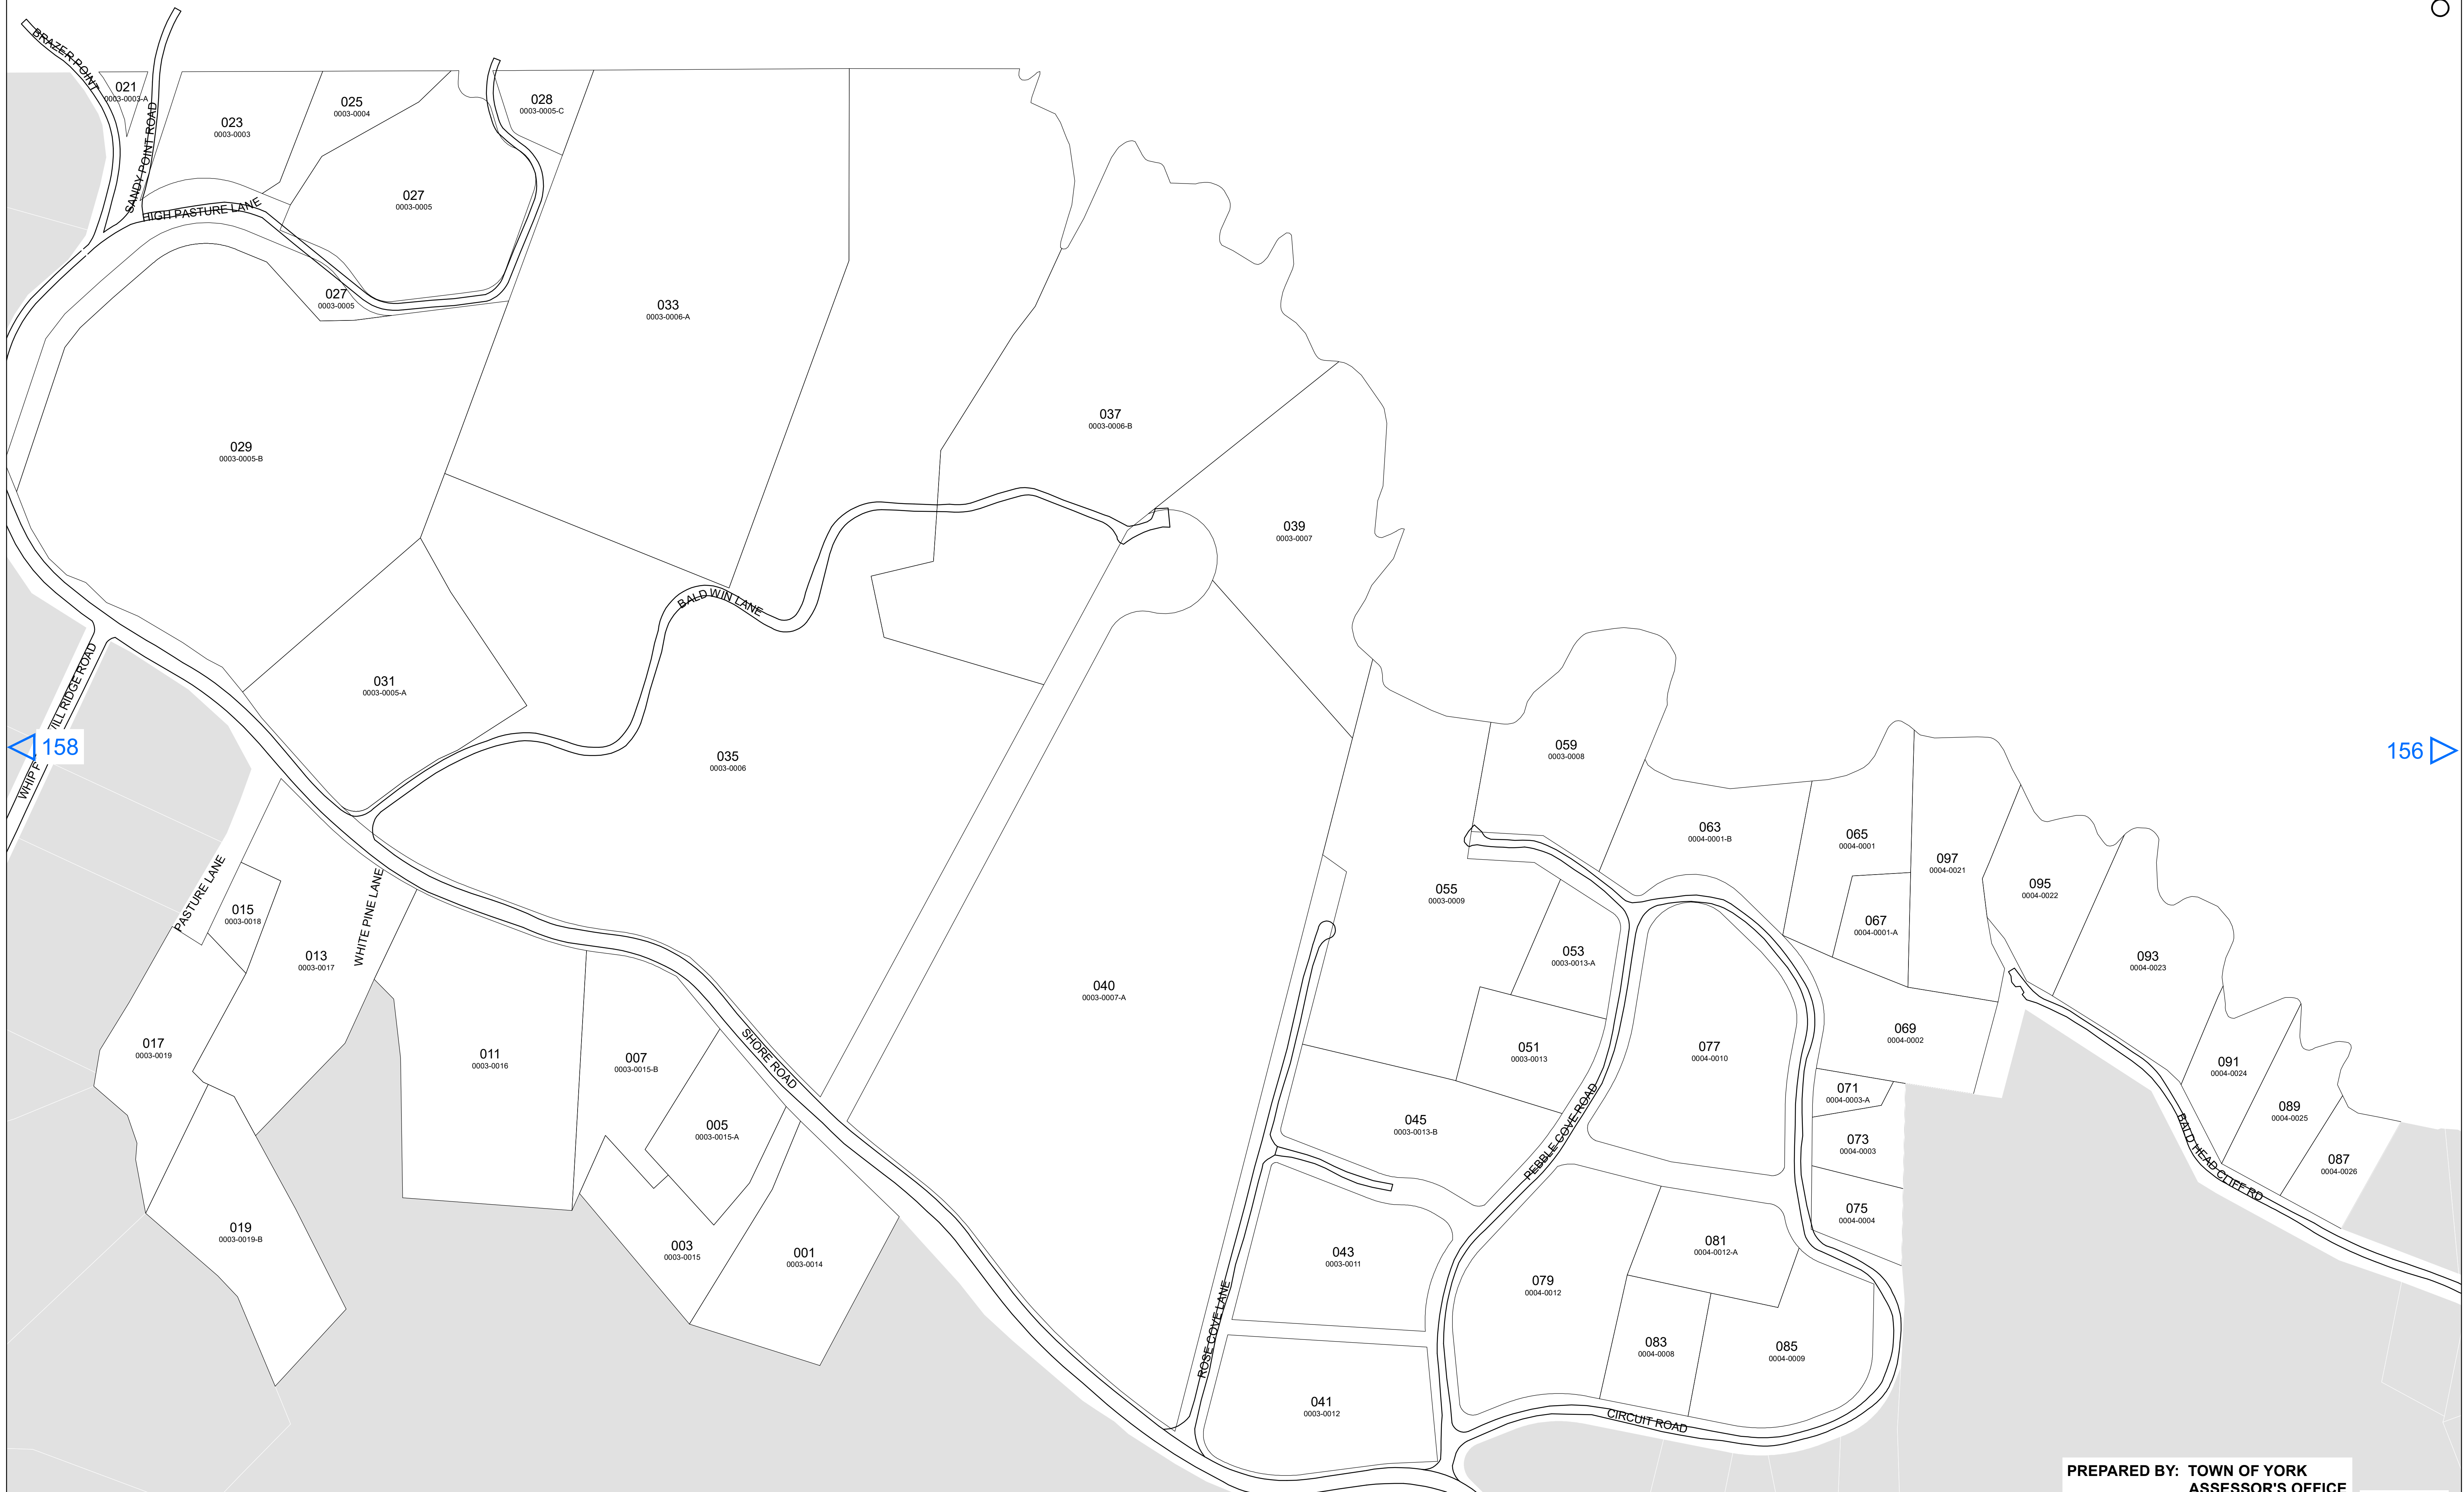 BRAZER POINT
021
0003-0003-A
SANDY POINT ROAD
023
0003-0003
025
0003-0004
028
0003-0005-C
HIGH PASTURE LANE
027
0003-0005
027
0003-0005
033
0003-0006-A
029
0003-0005-B
037
0003-0006-B
039
0003-0007
BALDWIN LANE
031
0003-0005-A
035
0003-0006
158
156
059
0003-0008
063
0004-0001-B
065
0004-0001
067
0004-0001-A
097
0004-0021
095
0004-0022
093
0004-0023
PASTURE LANE
WHITE PINE LANE
015
0003-0018
013
0003-0017
055
0003-0009
053
0003-0013-A
040
0003-0007-A
017
0003-0019
011
0003-0016
007
0003-0015-B
SHORE ROAD
051
0003-0013
077
0004-0010
069
0004-0002
071
0004-0003-A
091
0004-0024
089
0004-0025
087
0004-0026
005
0003-0015-A
045
0003-0013-B
PEBBLE COVE ROAD
073
0004-0003
075
0004-0004
BALD HEAD CLIFF RD
019
0003-0019-B
003
0003-0015
001
0003-0014
043
0003-0011
081
0004-0012-A
079
0004-0012
ROSE COVE LANE
083
0004-0008
085
0004-0009
041
0003-0012
CIRCUIT ROAD
PREPARED BY: TOWN OF YORK
ASSESSOR'S OFFICE
RIDGE ROAD